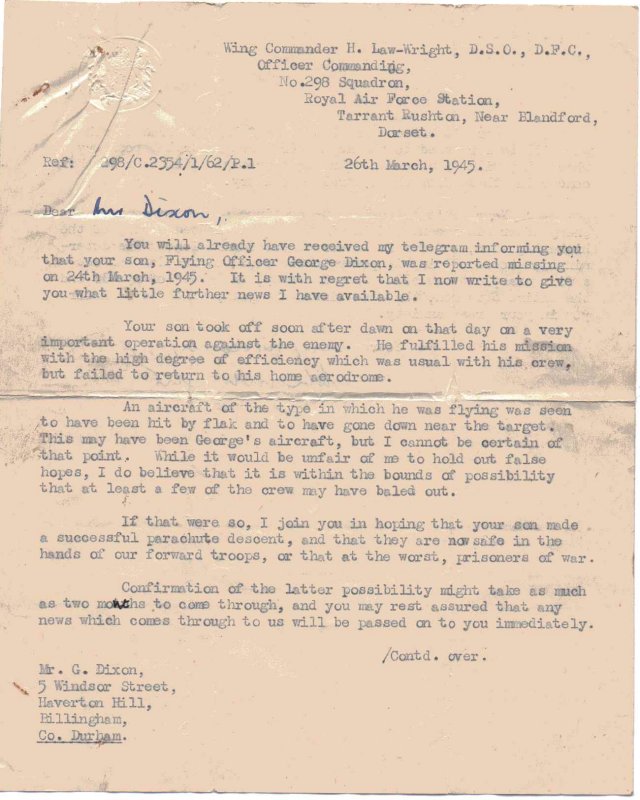 Wing Commander H. Law-Wright, D.S.O., D.F.C.,
Officer Commanding,
No.298 Squadron,
Royal Air Force Station,
Tarrant Rushton, Near Blandford,
Dorset.
Ref: 298/C.2354/1/62/P.1
26th March, 1945.
Dear Mr Dixon,
You will already have received my telegram informing you
that your son, Flying Officer George Dixon, was reported missing
on 24th March, 1945. It is with regret that I now write to give
you what little further news I have available.
Your son took off soon after dawn on that day on a very
important operation against the enemy. He fulfilled his mission
with the high degree of efficiency which was usual with his crew,
but failed to return to his home aerodrome.
An aircraft of the type in which he was flying was seen
to have been hit by flak and to have gone down near the target.
This may have been George's aircraft, but I cannot be certain of
that point. While it would be unfair of me to hold out false
hopes, I do believe that it is within the bounds of possibility
that at least a few of the crew may have baled out.
If that were so, I join you in hoping that your son made
a successful parachute descent, and that they are now safe in the
hands of our forward troops, or that at the worst, prisoners of war.
Confirmation of the latter possibility might take as much
as two months to come through, and you may rest assured that any
news which comes through to us will be passed on to you immediately.
/Contd. over.
Mr. G. Dixon,
5 Windsor Street,
Haverton Hill,
Billingham,
Co. Durham.